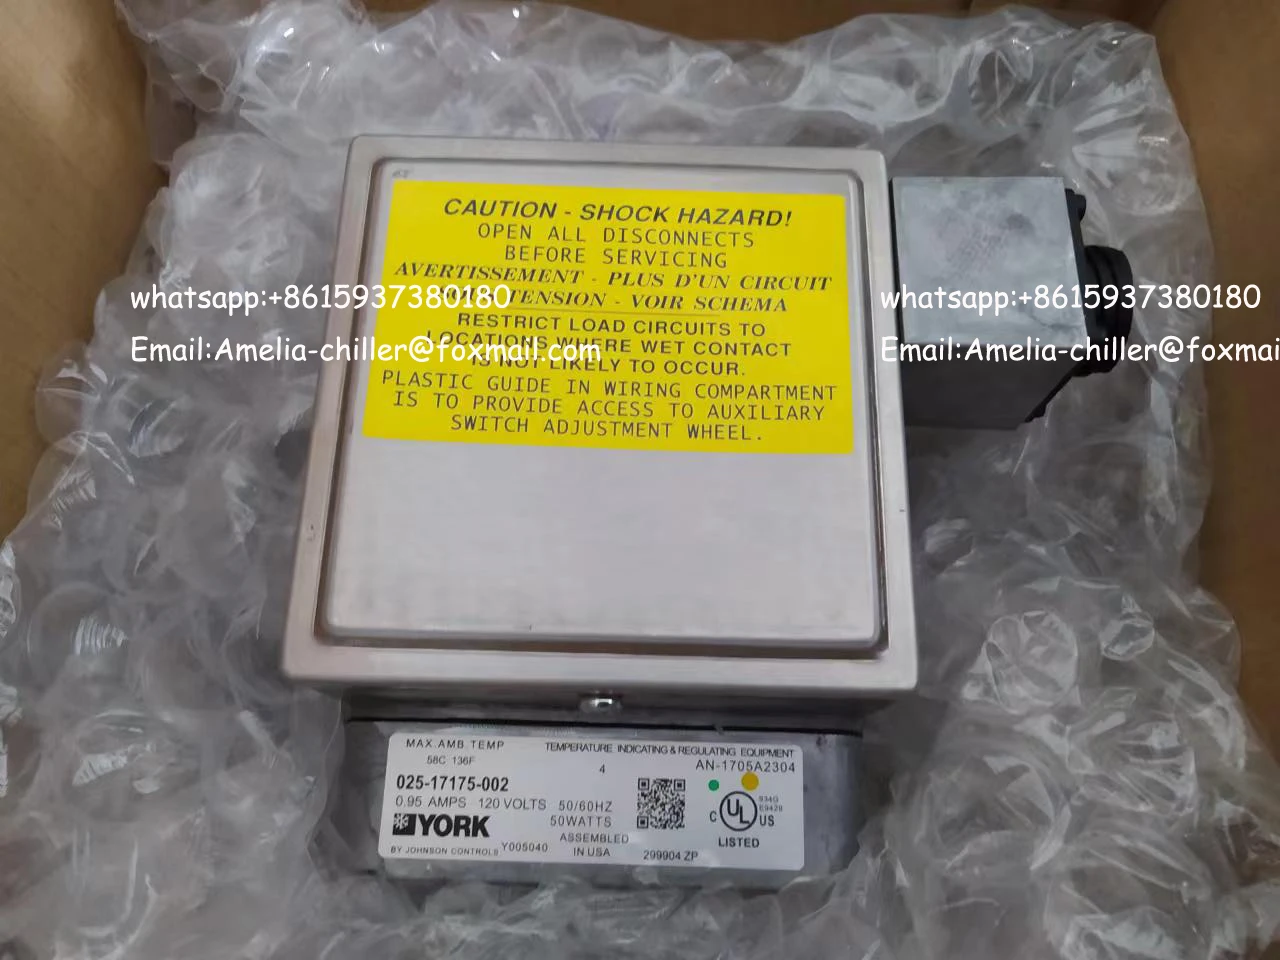 CAUTION - SHOCK HAZARD!
OPEN ALL DISCONNECTS
BEFORE SERVICING
AVERTISSEMENT - PLUS D'UN CIRCUIT
TENSION - VOIR SCHEMA
whatsapp:+8615937380180
whatsapp:+8615937380180
RESTRICT LOAD CIRCUITS TO
LOCATIONS WHERE WET CONTACT
Email:Amelia-chiller@foxmail.com
Email:Amelia-chiller@foxmai
IS NOT LIKELY TO OCCUR.
PLASTIC GUIDE IN WIRING COMPARTMENT
IS TO PROVIDE ACCESS TO AUXILIARY
SWITCH ADJUSTMENT WHEEL.
MAX.AMB.TEMP
58C 136F
TEMPERATURE INDICATING & REGULATING EQUIPMENT
4
AN-1705A2304
025-17175-002
0.95 AMPS 120 VOLTS 50/60HZ
50WATTS
YORK
BY JOHNSON CONTROLS
Y005040
ASSEMBLED
IN USA
299904 ZP
C UL US
934G
E9429
LISTED